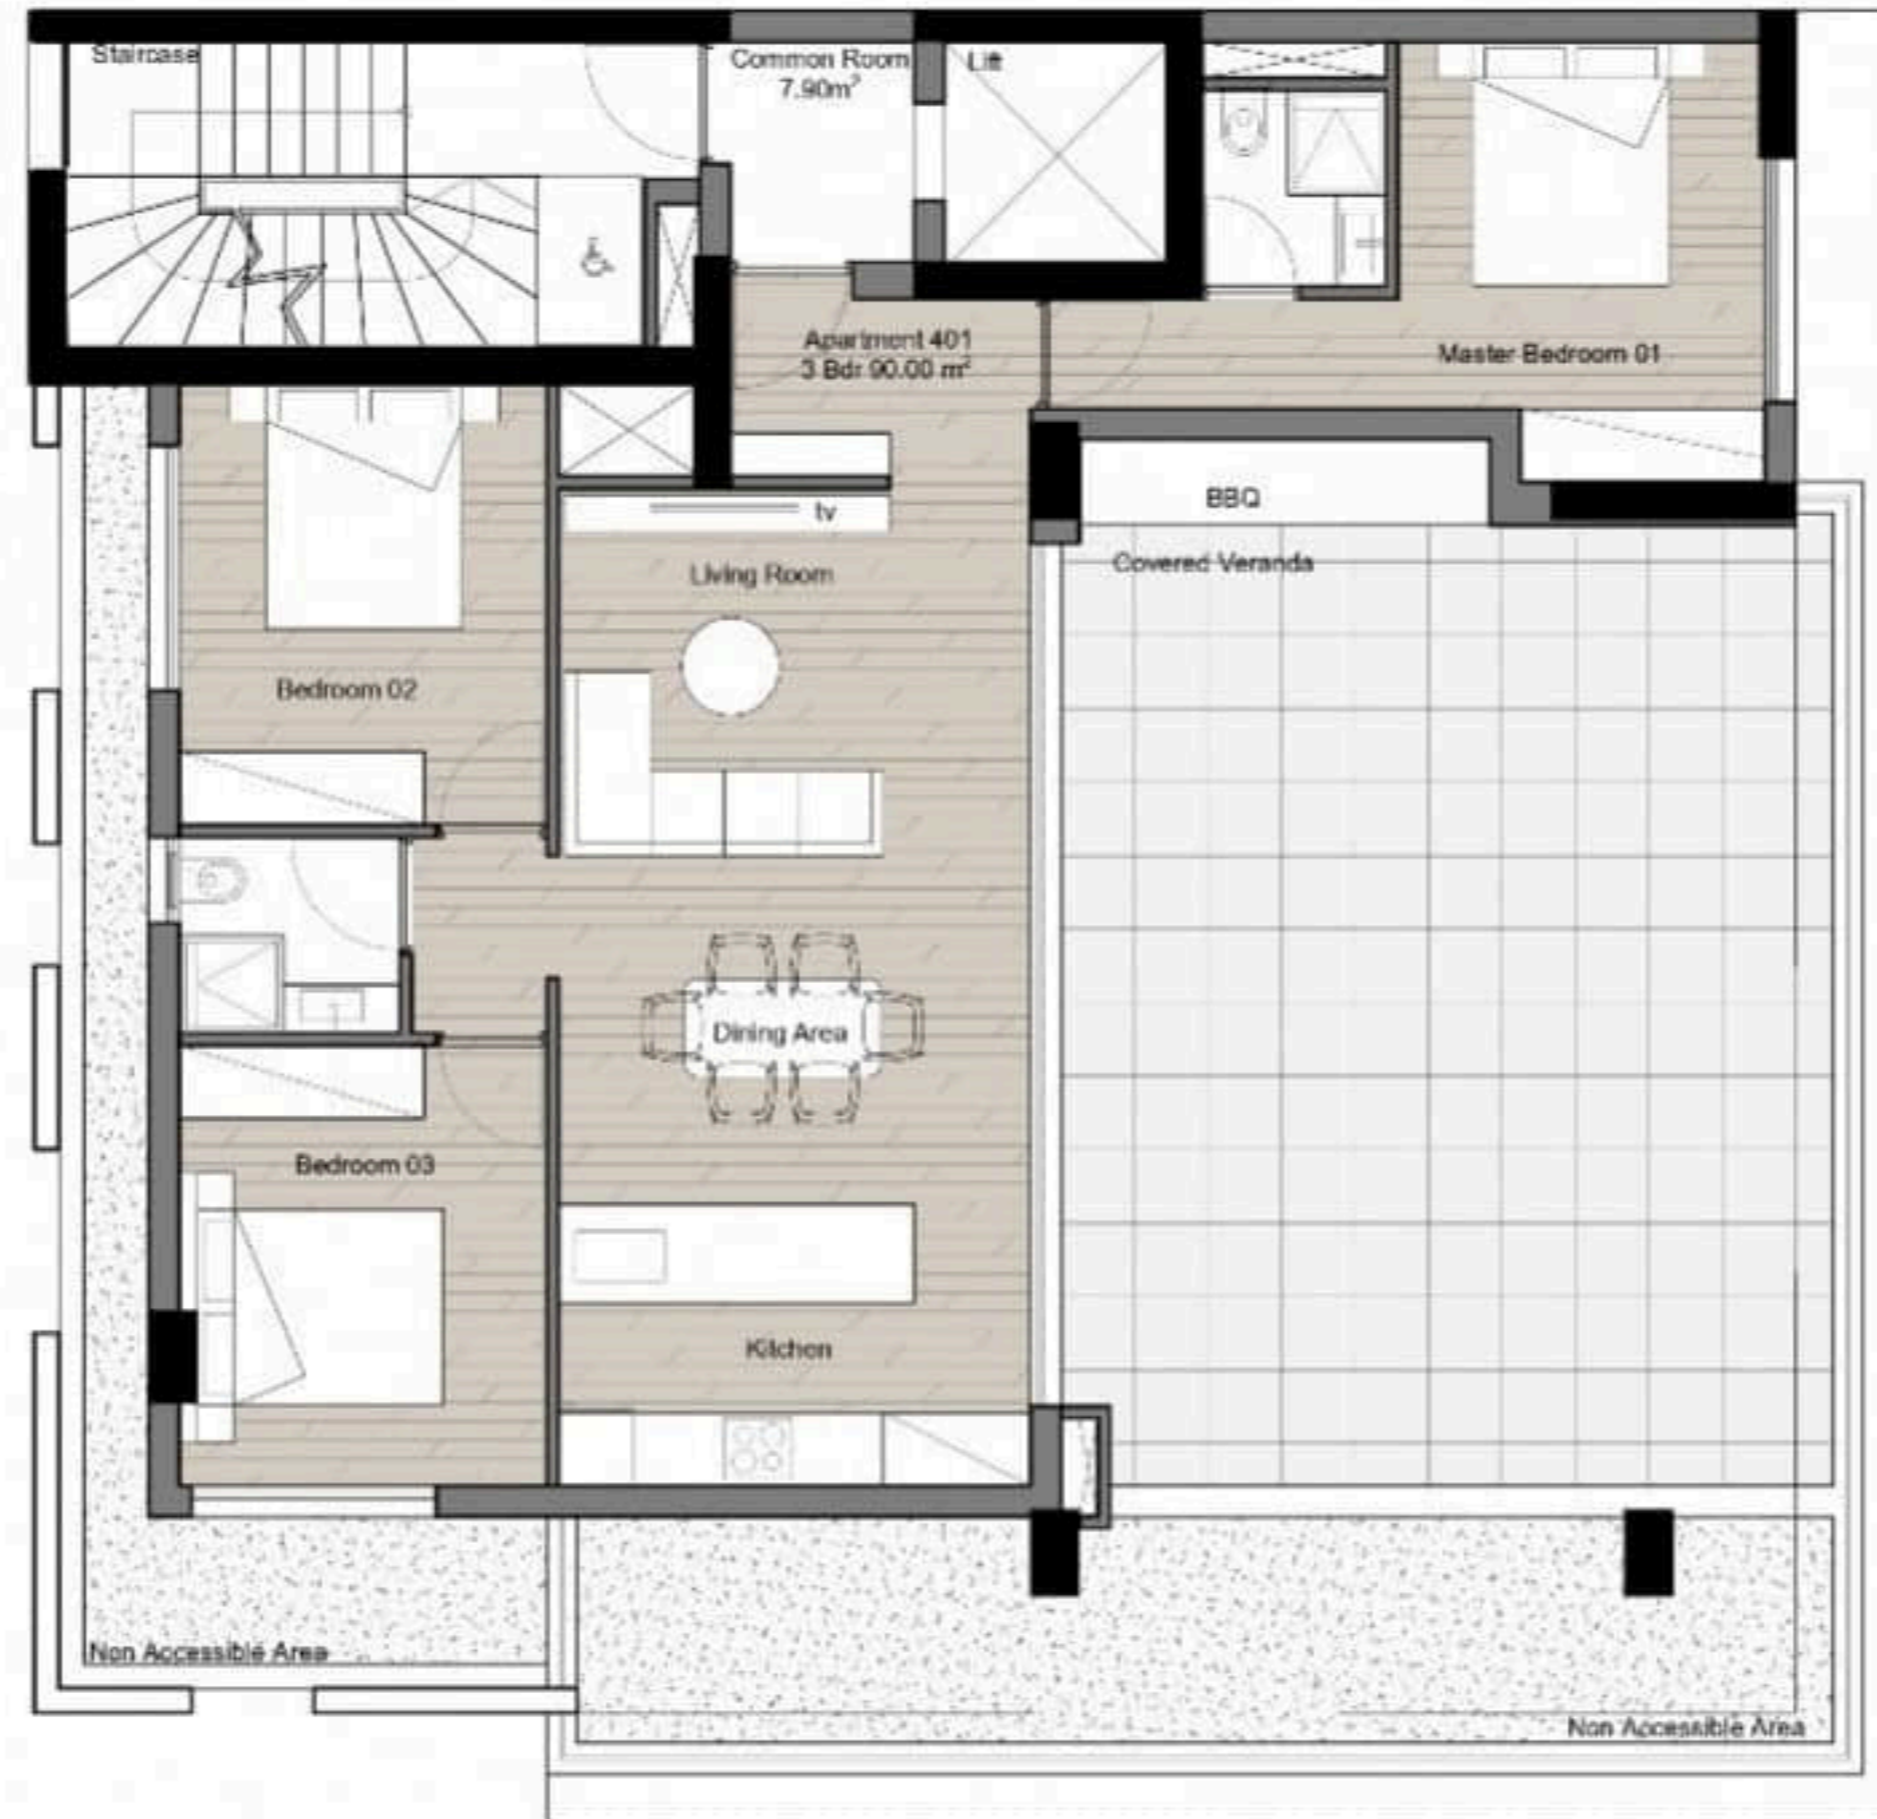 Staircase
Common Room
7.90m²
Lift
Apartment 401
3 Bdr 90.00 m²
Master Bedroom 01
BBQ
tv
Covered Veranda
Living Room
Bedroom 02
Dining Area
Bedroom 03
Kitchen
Non Accessible Area
Non Accessible Area